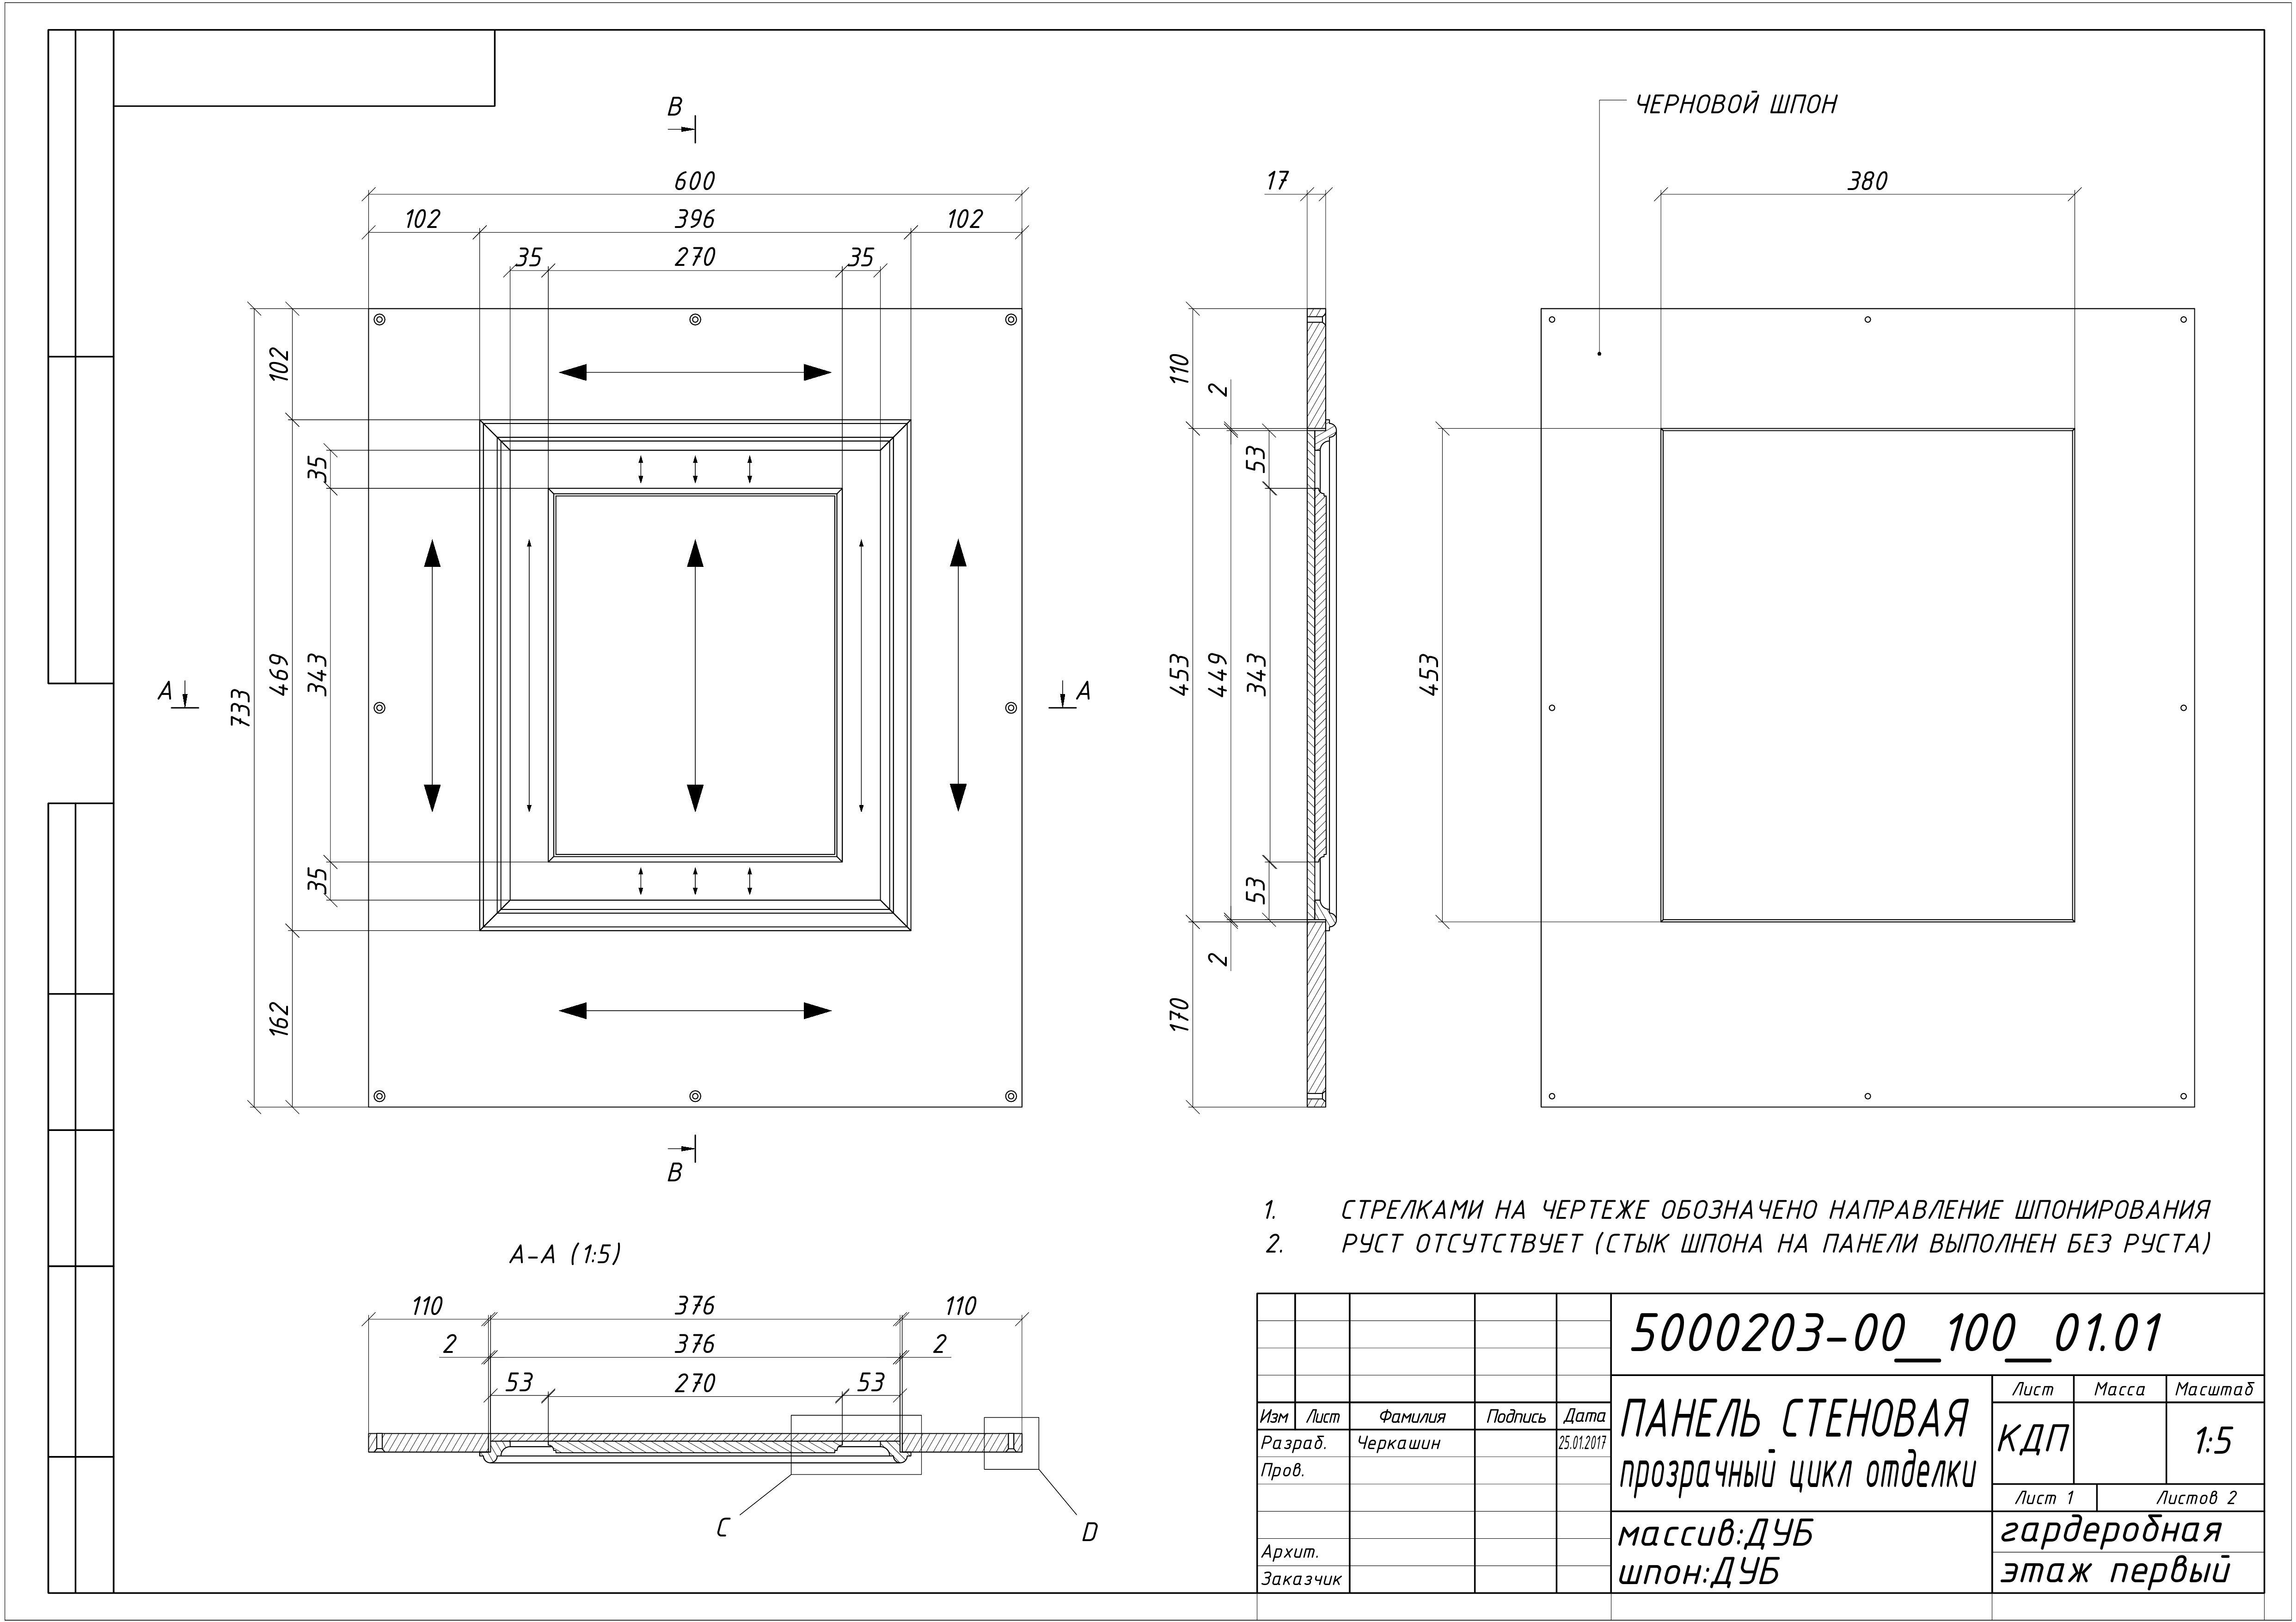 B
ЧЕРНОВОЙ ШПОН
600
102 396 102
35 270 35
17
380
102
35
469
343
733
35
162
A
A
110
2
53
453
449
343
53
2
170
453
B
1. СТРЕЛКАМИ НА ЧЕРТЕЖЕ ОБОЗНАЧЕНО НАПРАВЛЕНИЕ ШПОНИРОВАНИЯ
2. РУСТ ОТСУТСТВУЕТ (СТЫК ШПОНА НА ПАНЕЛИ ВЫПОЛНЕН БЕЗ РУСТА)
A-A (1:5)
110 376 110
2 376 2
53 270 53
C
D
5000203-00__100__01.01
Изм Лист Фамилия Подпись Дата
Разраб. Черкашин 25.01.2017
Пров.
Архит.
Заказчик
ПАНЕЛЬ СТЕНОВАЯ
прозрачный цикл отделки
Лист Масса Масштаб
КДП 1:5
Лист 1 Листов 2
массив:ДУБ
шпон:ДУБ
гардеробная
этаж первый